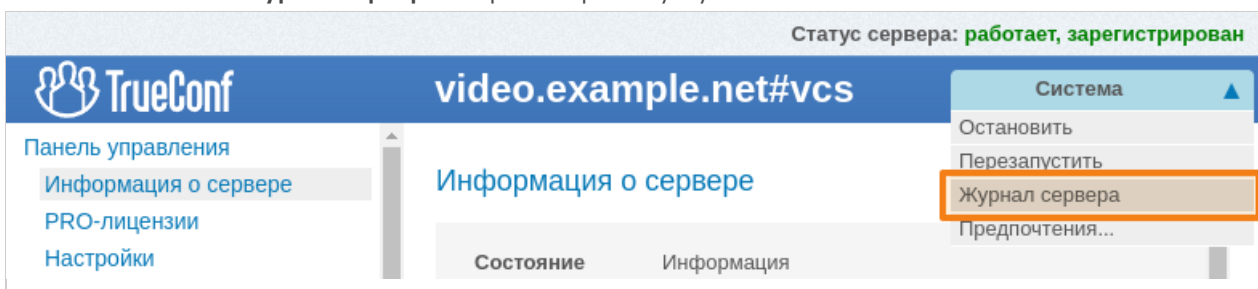 Статус сервера: работает, зарегистрирован
TrueConf
video.example.net#vcs
Система
Остановить
Перезапустить
Журнал сервера
Предпочтения...
Панель управления
Информация о сервере
PRO-лицензии
Настройки
Информация о сервере
Состояние Информация